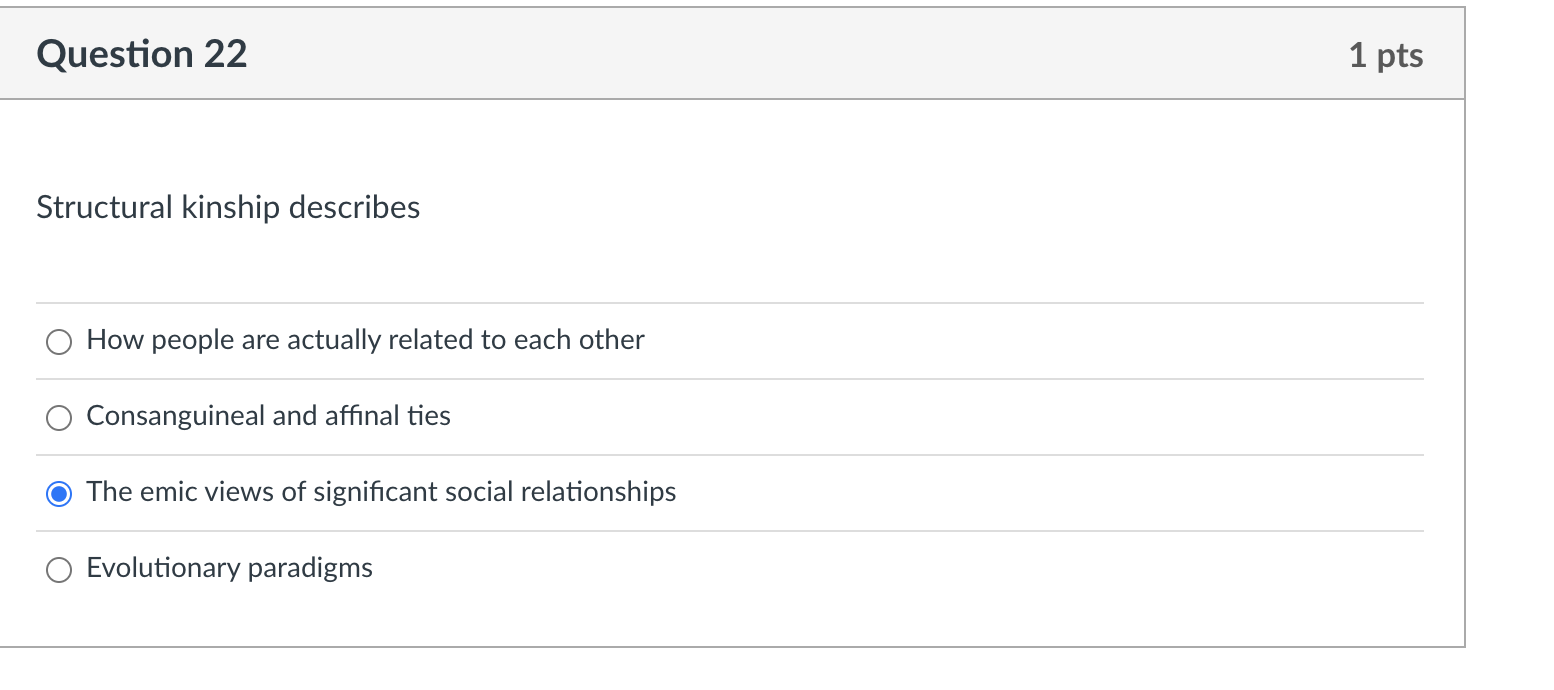 Question 22
1 pts
Structural kinship describes
How people are actually related to each other
Consanguineal and affinal ties
The emic views of significant social relationships
Evolutionary paradigms